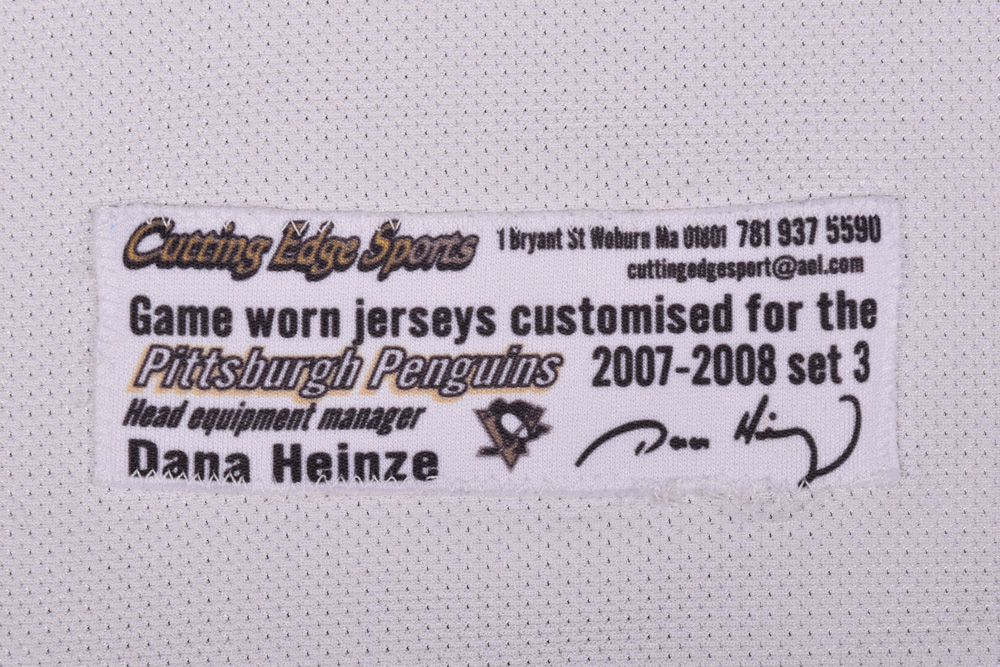 Cutting Edge Sports 1 Bryant St Woburn Ma 01801 781 937 5590
cuttingedgesport@aol.com
Game worn jerseys customised for the
Pittsburgh Penguins 2007-2008 set 3
Head equipment manager
Dana Heinze